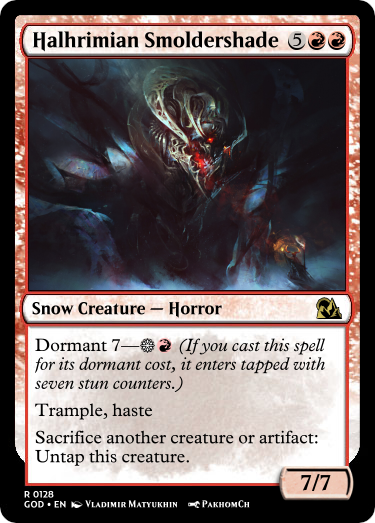 Halhrimian Smoldershade 5
Snow Creature — Horror
Dormant 7— (If you cast this spell
for its dormant cost, it enters tapped with
seven stun counters.)
Trample, haste
Sacrifice another creature or artifact:
Untap this creature.
7/7
R 0128
GOD • EN Vladimir Matyukhin PakhomCh